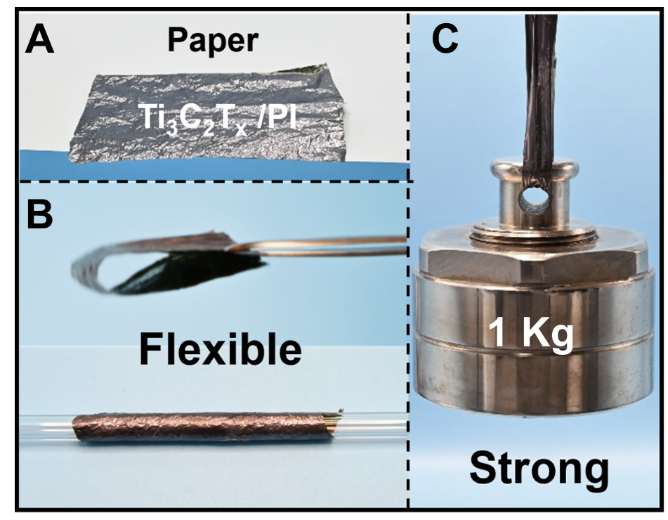 A
Paper
Ti₃C₂Tₓ /PI
B
Flexible
C
1 Kg
Strong